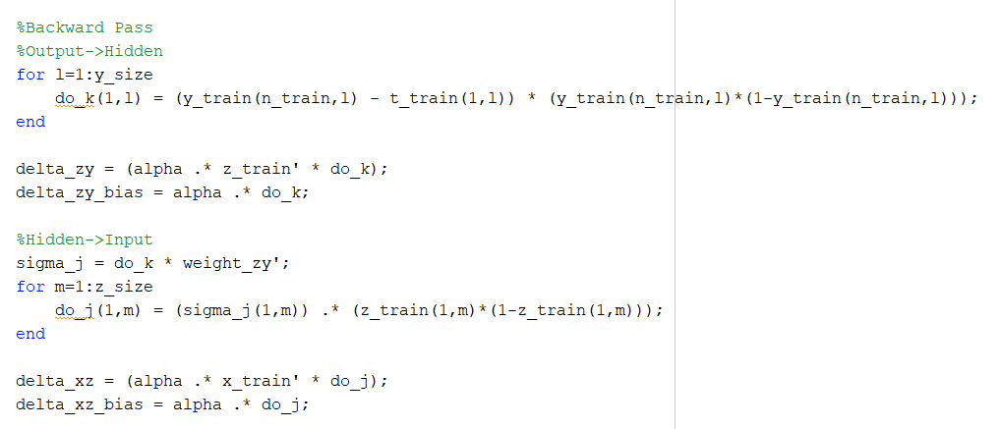 %Backward Pass
%Output->Hidden
for l=1:y_size
do_k(1,l) = (y_train(n_train,l) - t_train(1,l)) * (y_train(n_train,l)*(1-y_train(n_train,l)));
end
delta_zy = (alpha .* z_train' * do_k);
delta_zy_bias = alpha .* do_k;
%Hidden->Input
sigma_j = do_k * weight_zy';
for m=1:z_size
do_j(1,m) = (sigma_j(1,m)) .* (z_train(1,m)*(1-z_train(1,m)));
end
delta_xz = (alpha .* x_train' * do_j);
delta_xz_bias = alpha .* do_j;